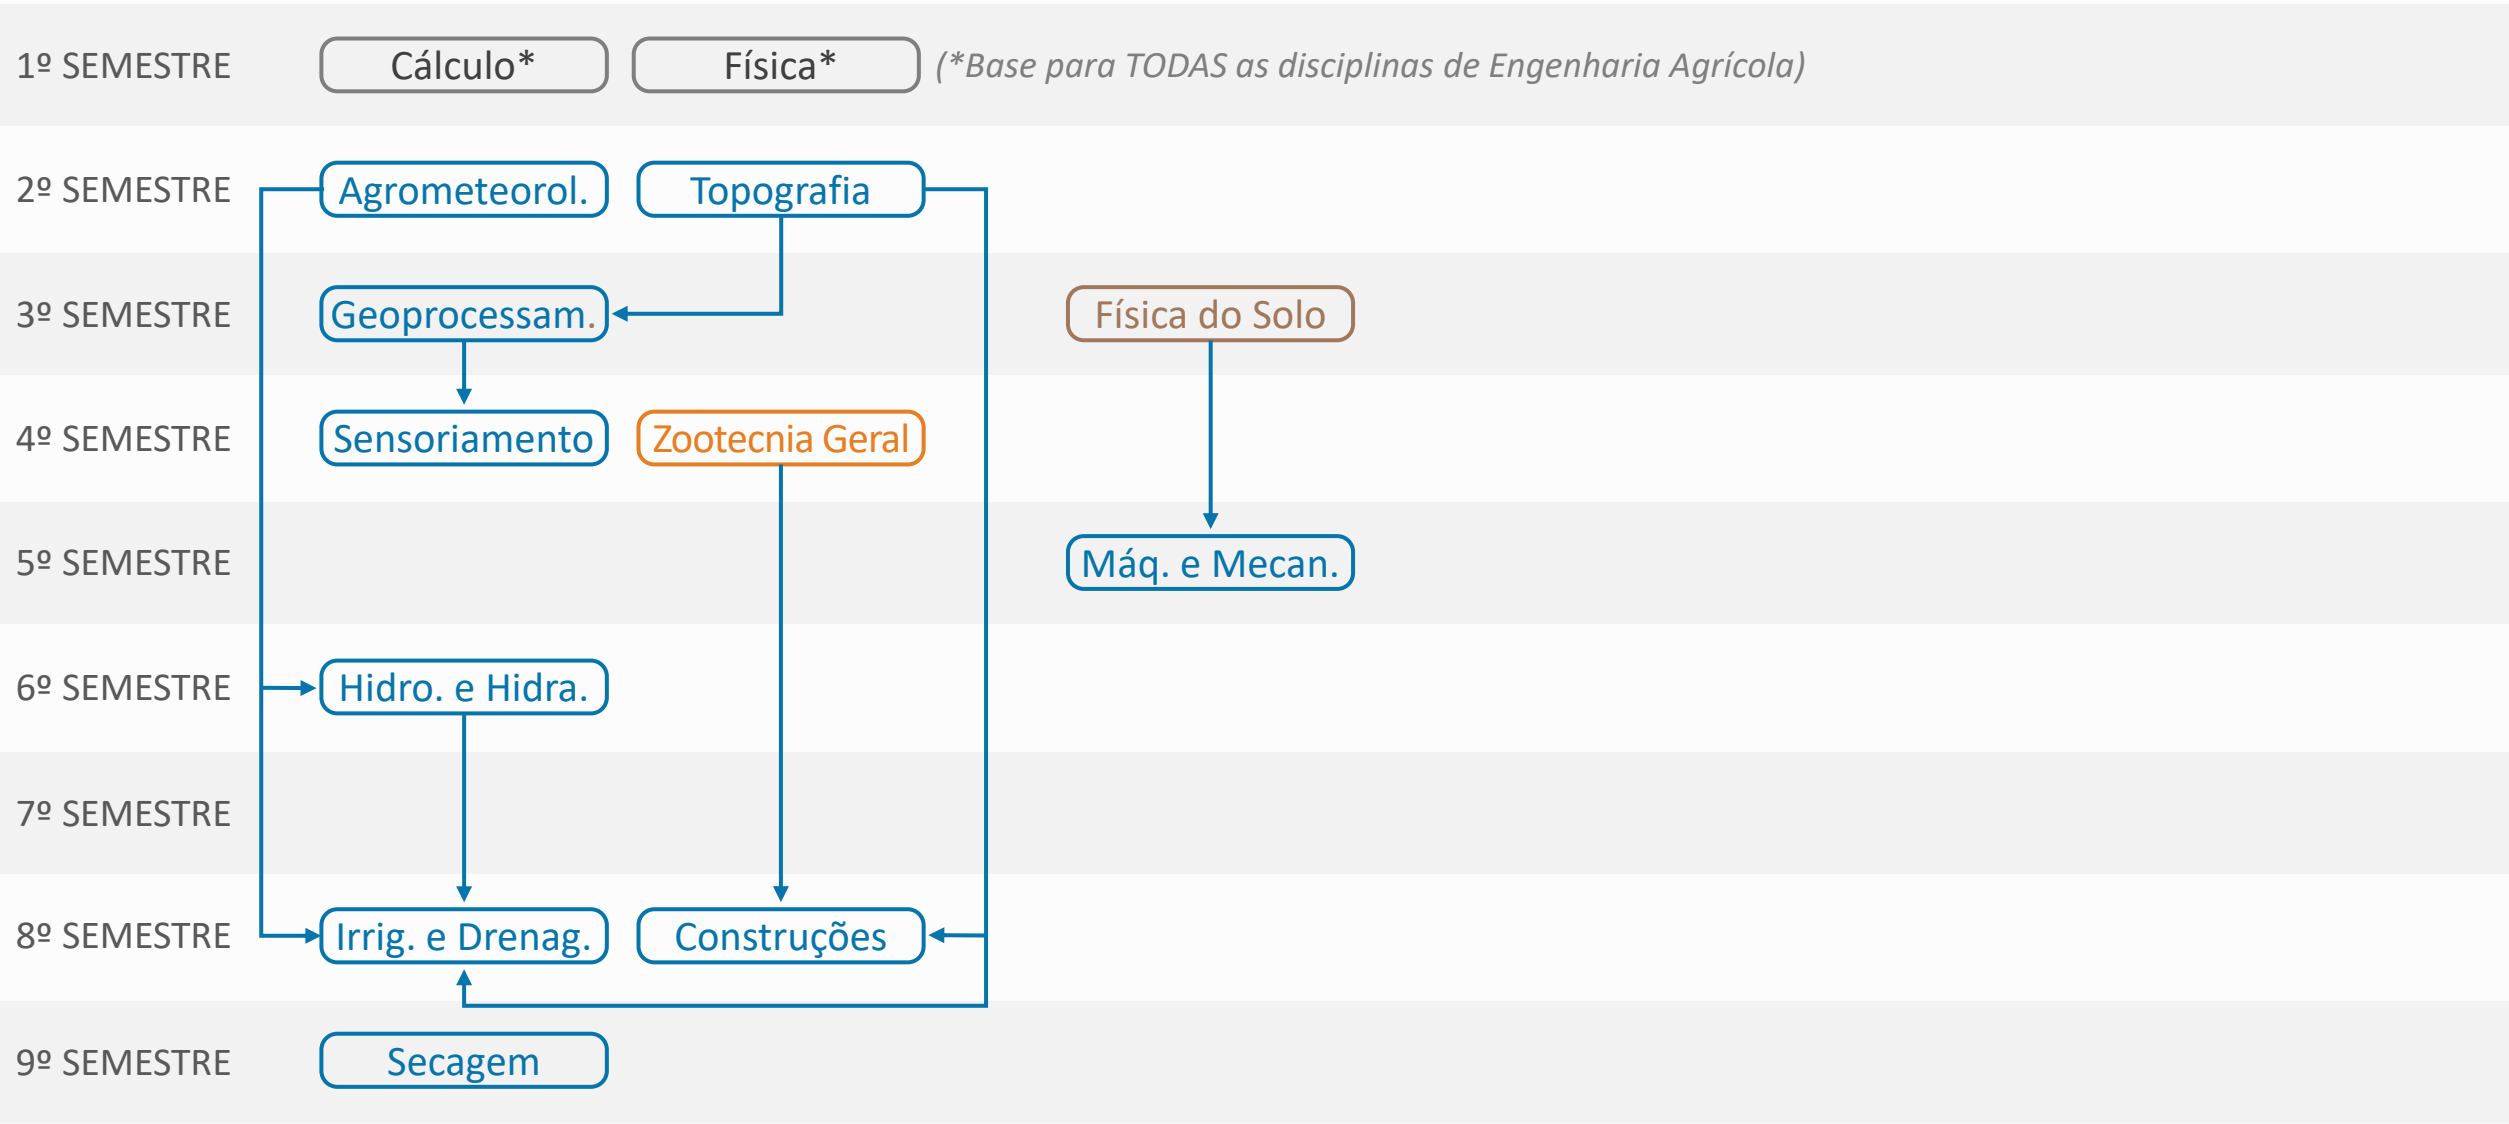 1º SEMESTRE
Cálculo*
Física*
(*Base para TODAS as disciplinas de Engenharia Agrícola)
2º SEMESTRE
Agrometeorol.
Topografia
3º SEMESTRE
Geoprocessam.
Física do Solo
4º SEMESTRE
Sensoriamento
Zootecnia Geral
5º SEMESTRE
Máq. e Mecan.
6º SEMESTRE
Hidro. e Hidra.
7º SEMESTRE
8º SEMESTRE
Irrig. e Drenag.
Construções
9º SEMESTRE
Secagem